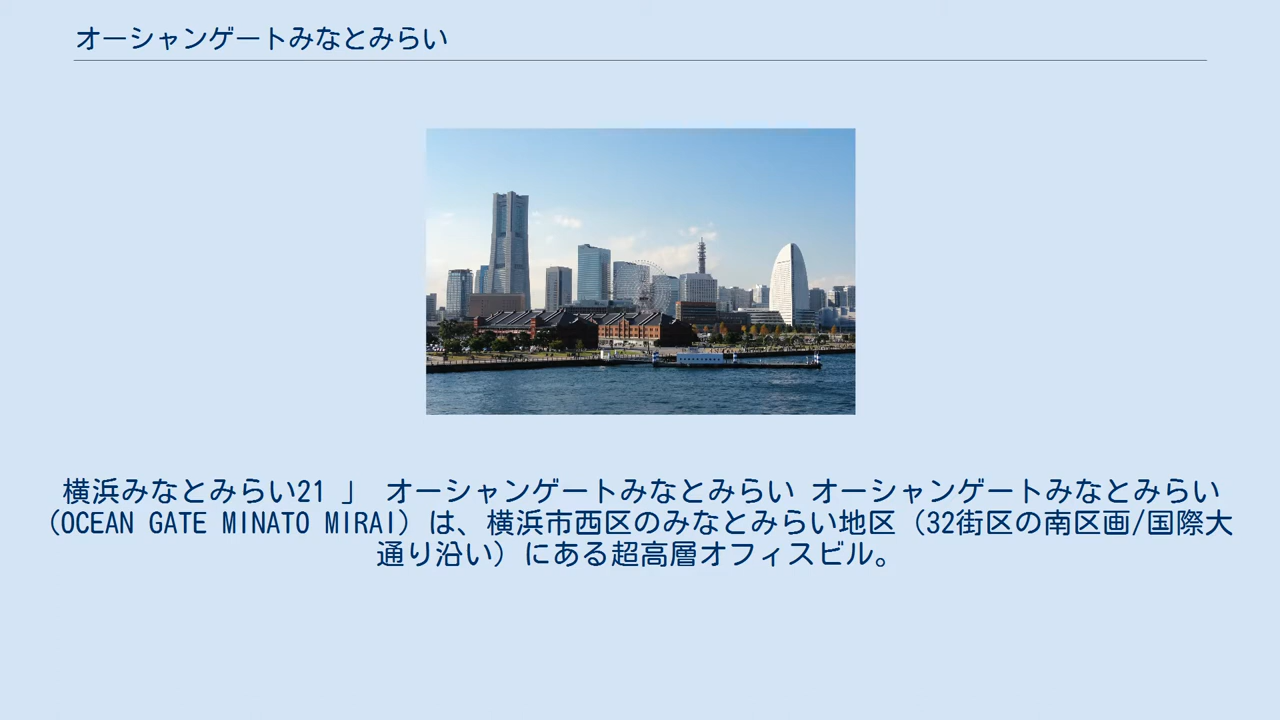 オーシャンゲートみなとみらい
横浜みなとみらい21 」 オーシャンゲートみなとみらい オーシャンゲートみなとみらい
（OCEAN GATE MINATO MIRAI）は、横浜市西区のみなとみらい地区（32街区の南区画/国際大
通り沿い）にある超高層オフィスビル。